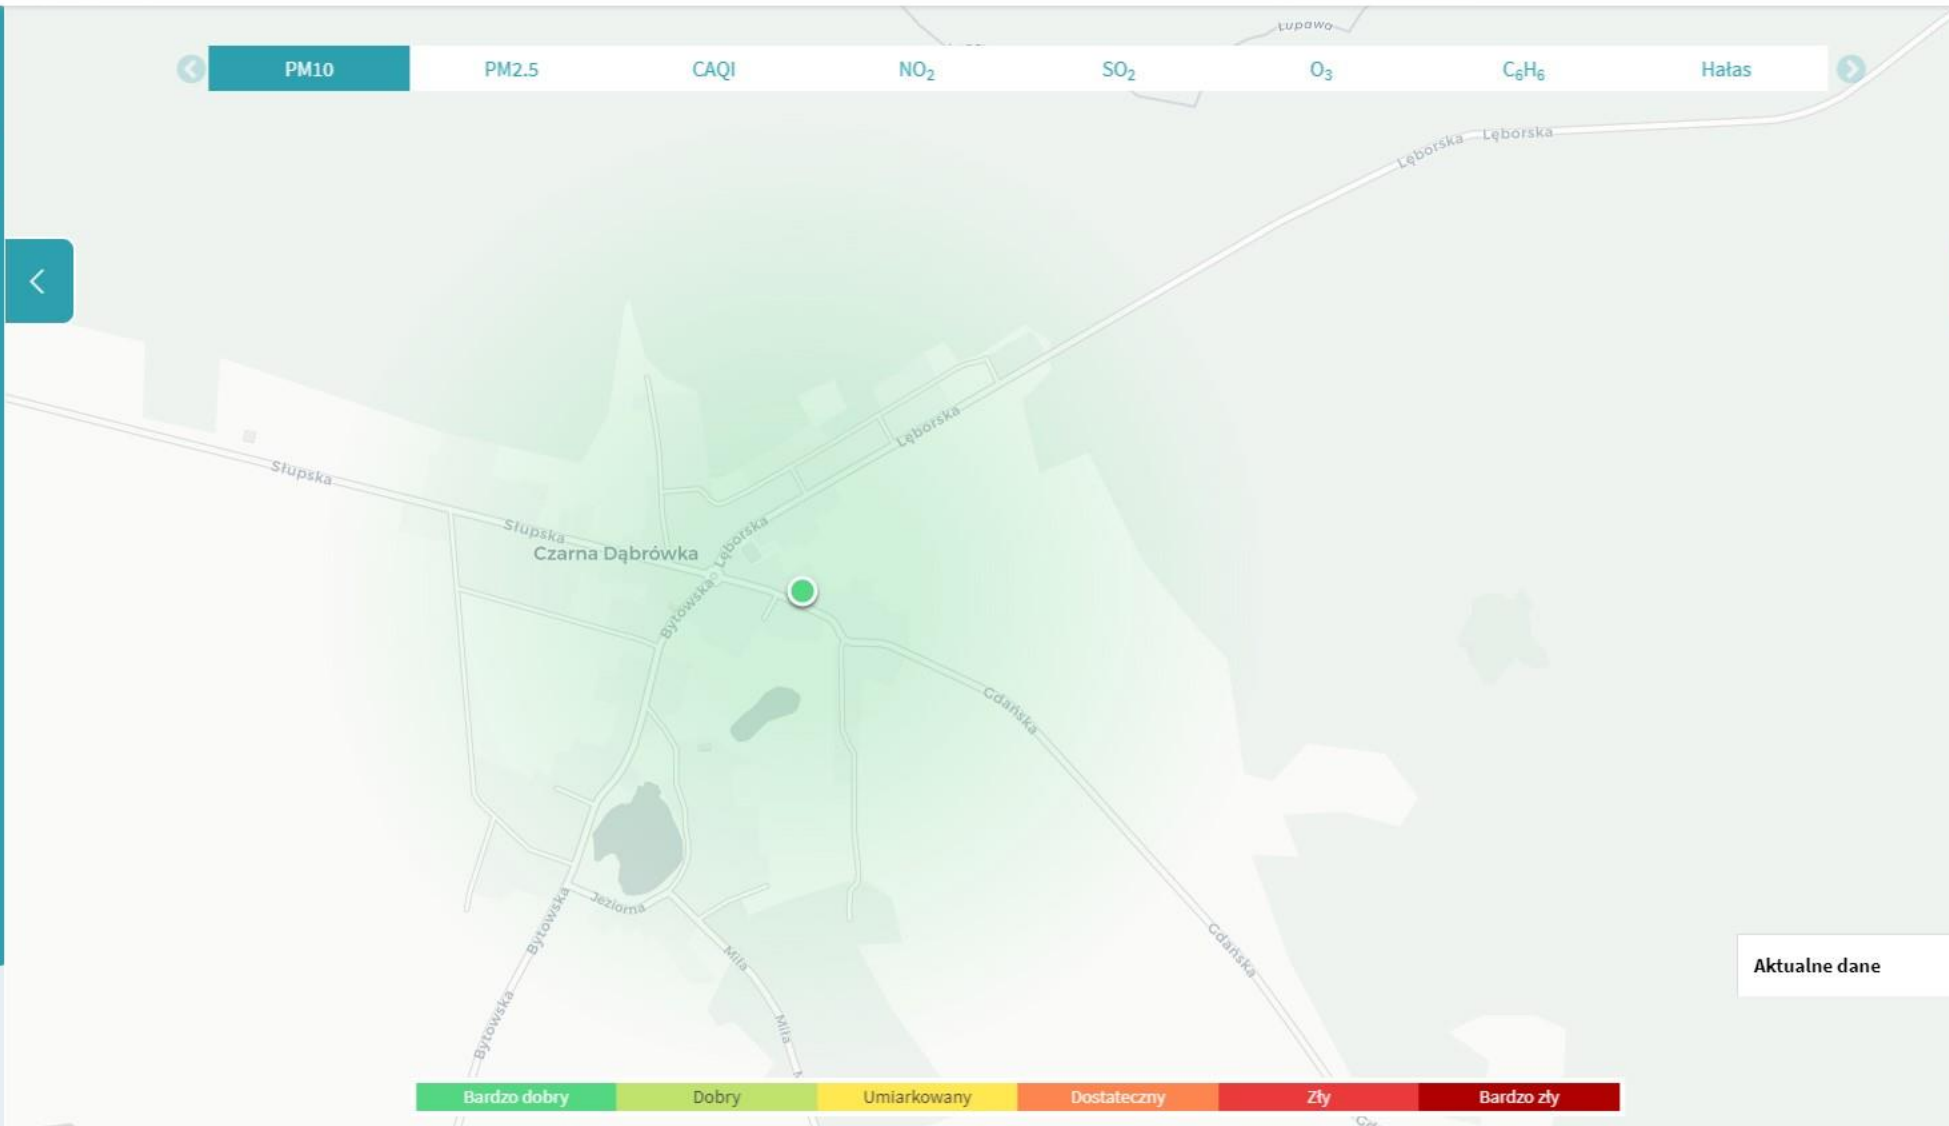 Łupawa
PM10 PM2.5 CAQI NO₂ SO₂ O₃ C₆H₆ Hałas
Lęborska Lęborska
Lęborska
Słupska
Słupska
Lęborska
Czarna Dąbrówka
Bytowska
Gdańska
Jeziorna
Bytowska
Gdańska
Miła
Aktualne dane
Bytowska
Miła
Bardzo dobry Dobry Umiarkowany Dostateczny Zły Bardzo zły